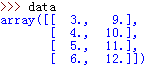 >>> data
array([[  3.,   9.],
       [  4.,  10.],
       [  5.,  11.],
       [  6.,  12.]])